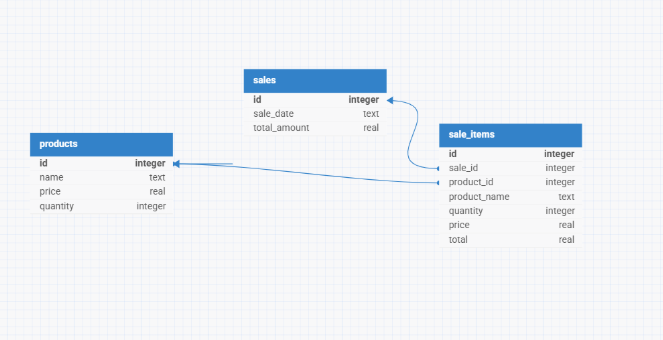 sales
id integer
sale_date text
total_amount real
products
id integer
name text
price real
quantity integer
sale_items
id integer
sale_id integer
product_id integer
product_name text
quantity integer
price real
total real